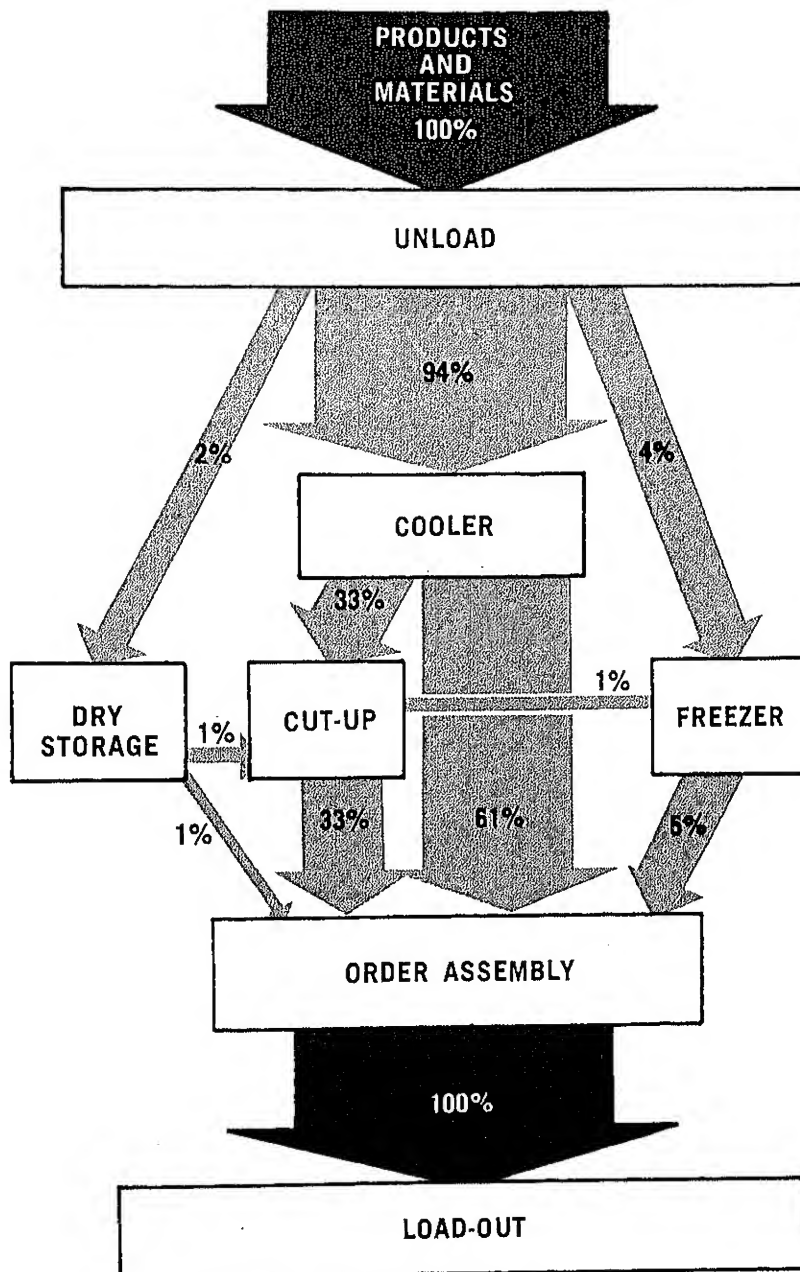 PRODUCTS
AND
MATERIALS
100%
UNLOAD
94%
2%
4%
COOLER
33%
1%
DRY
STORAGE
1%
CUT-UP
FREEZER
33%
61%
5%
1%
ORDER ASSEMBLY
100%
LOAD-OUT